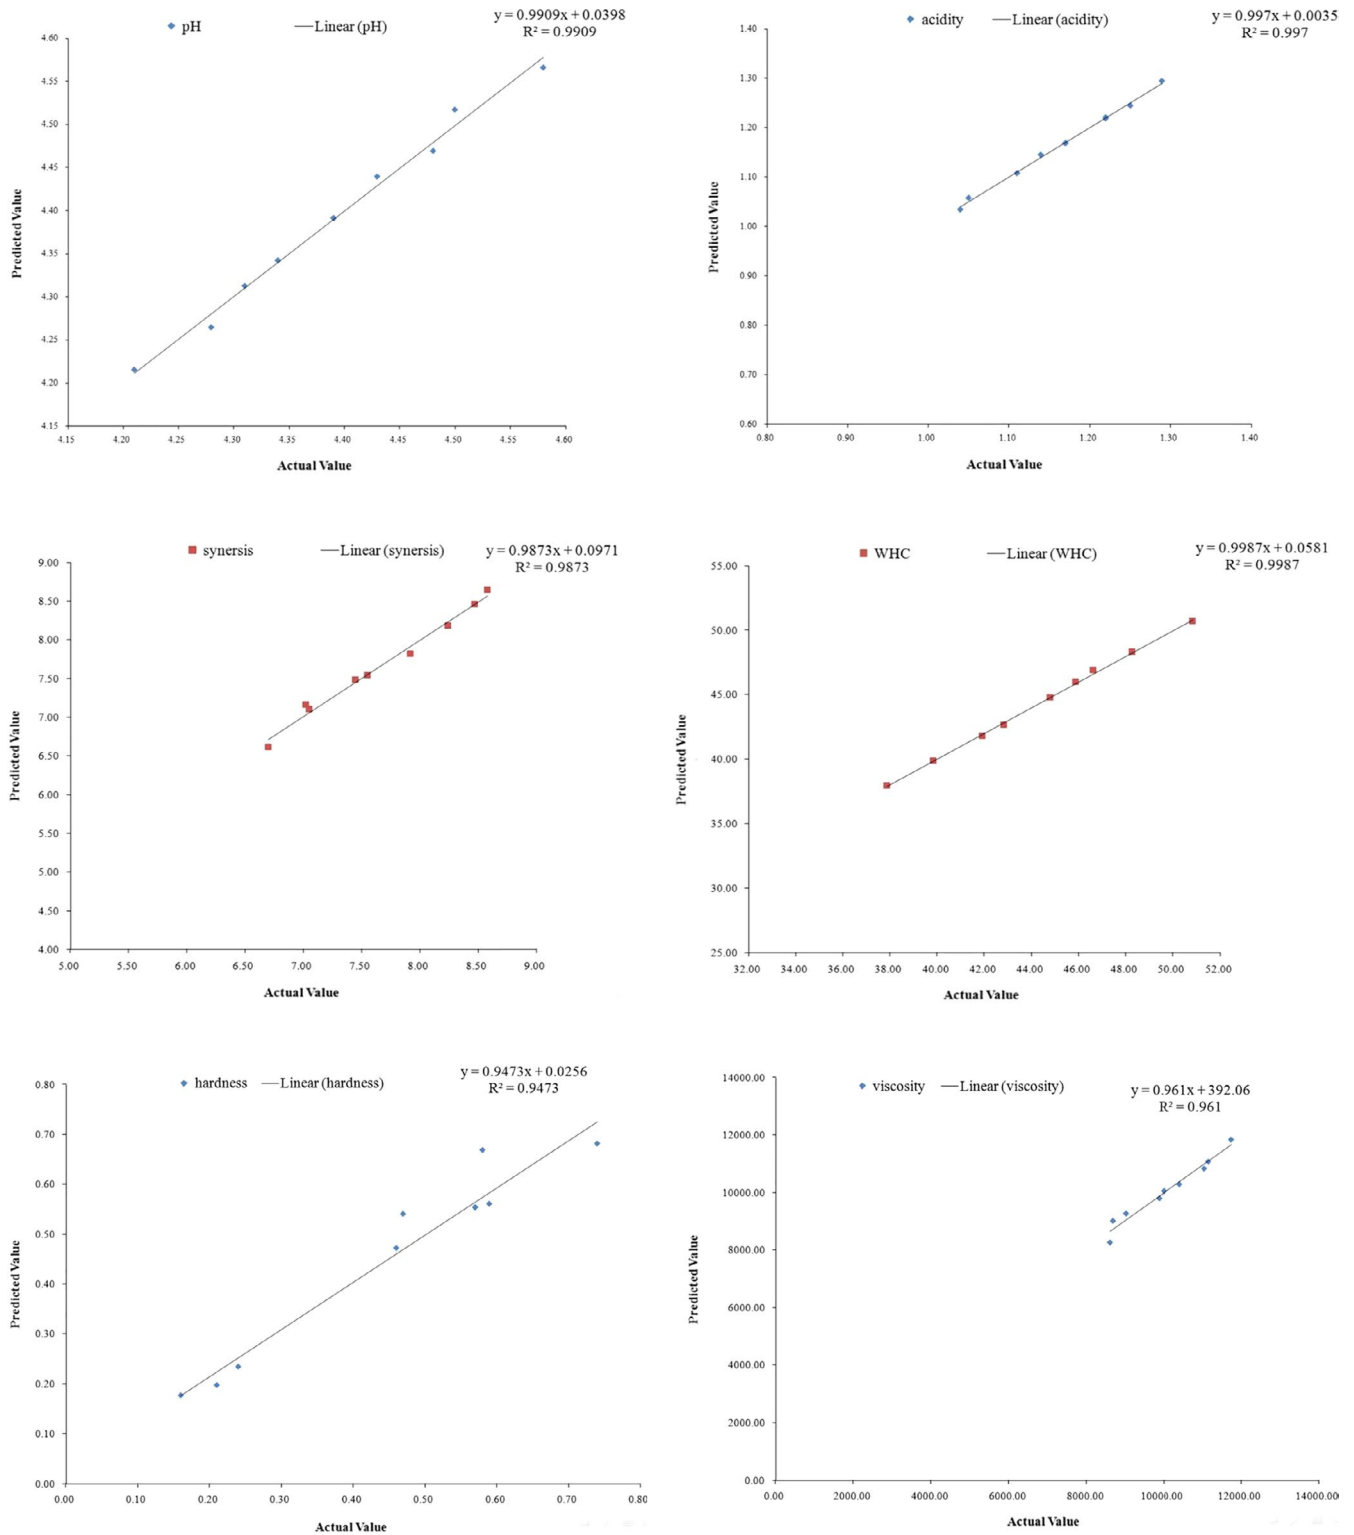 pH
Linear (pH)
y = 0.9909x + 0.0398
R² = 0.9909
4.60
4.55
4.50
4.45
4.40
4.35
4.30
4.25
4.20
4.15
Predicted Value
4.15 4.20 4.25 4.30 4.35 4.40 4.45 4.50 4.55 4.60
Actual Value
acidity
Linear (acidity)
y = 0.997x + 0.0035
R² = 0.997
1.40
1.30
1.20
1.10
1.00
0.90
0.80
0.70
0.60
Predicted Value
0.80 0.90 1.00 1.10 1.20 1.30 1.40
Actual Value
synersis
Linear (synersis)
y = 0.9873x + 0.0971
R² = 0.9873
9.00
8.50
8.00
7.50
7.00
6.50
6.00
5.50
5.00
4.50
4.00
Predicted Value
5.00 5.50 6.00 6.50 7.00 7.50 8.00 8.50 9.00
Actual Value
WHC
Linear (WHC)
y = 0.9987x + 0.0581
R² = 0.9987
55.00
50.00
45.00
40.00
35.00
30.00
25.00
Predicted Value
32.00 34.00 36.00 38.00 40.00 42.00 44.00 46.00 48.00 50.00 52.00
Actual Value
hardness
Linear (hardness)
y = 0.9473x + 0.0256
R² = 0.9473
0.80
0.70
0.60
0.50
0.40
0.30
0.20
0.10
0.00
Predicted Value
0.00 0.10 0.20 0.30 0.40 0.50 0.60 0.70 0.80
Actual Value
viscosity
Linear (viscosity)
y = 0.961x + 392.06
R² = 0.961
14000.00
12000.00
10000.00
8000.00
6000.00
4000.00
2000.00
0.00
Predicted Value
0.00 2000.00 4000.00 6000.00 8000.00 10000.00 12000.00 14000.00
Actual Value